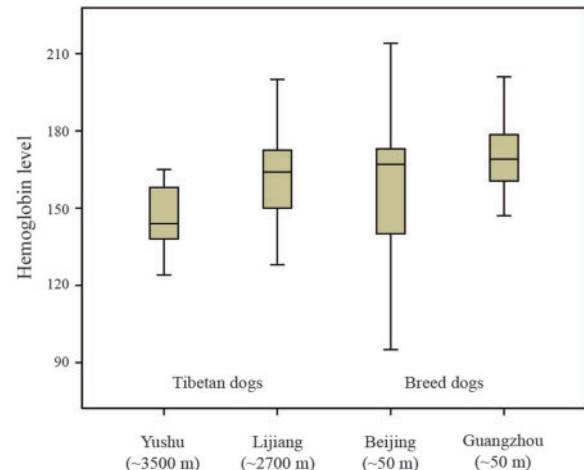 Hemoglobin level
210
180
150
120
90
Tibetan dogs Breed dogs
Yushu Lijiang Beijing Guangzhou
(~3500 m) (~2700 m) (~50 m) (~50 m)